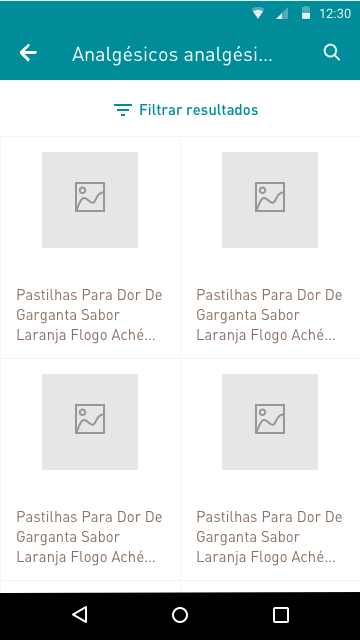 12:30
Analgésicos analgési...
Filtrar resultados
Pastilhas Para Dor De
Garganta Sabor
Laranja Flogo Aché...
Pastilhas Para Dor De
Garganta Sabor
Laranja Flogo Aché...
Pastilhas Para Dor De
Garganta Sabor
Laranja Flogo Aché...
Pastilhas Para Dor De
Garganta Sabor
Laranja Flogo Aché...